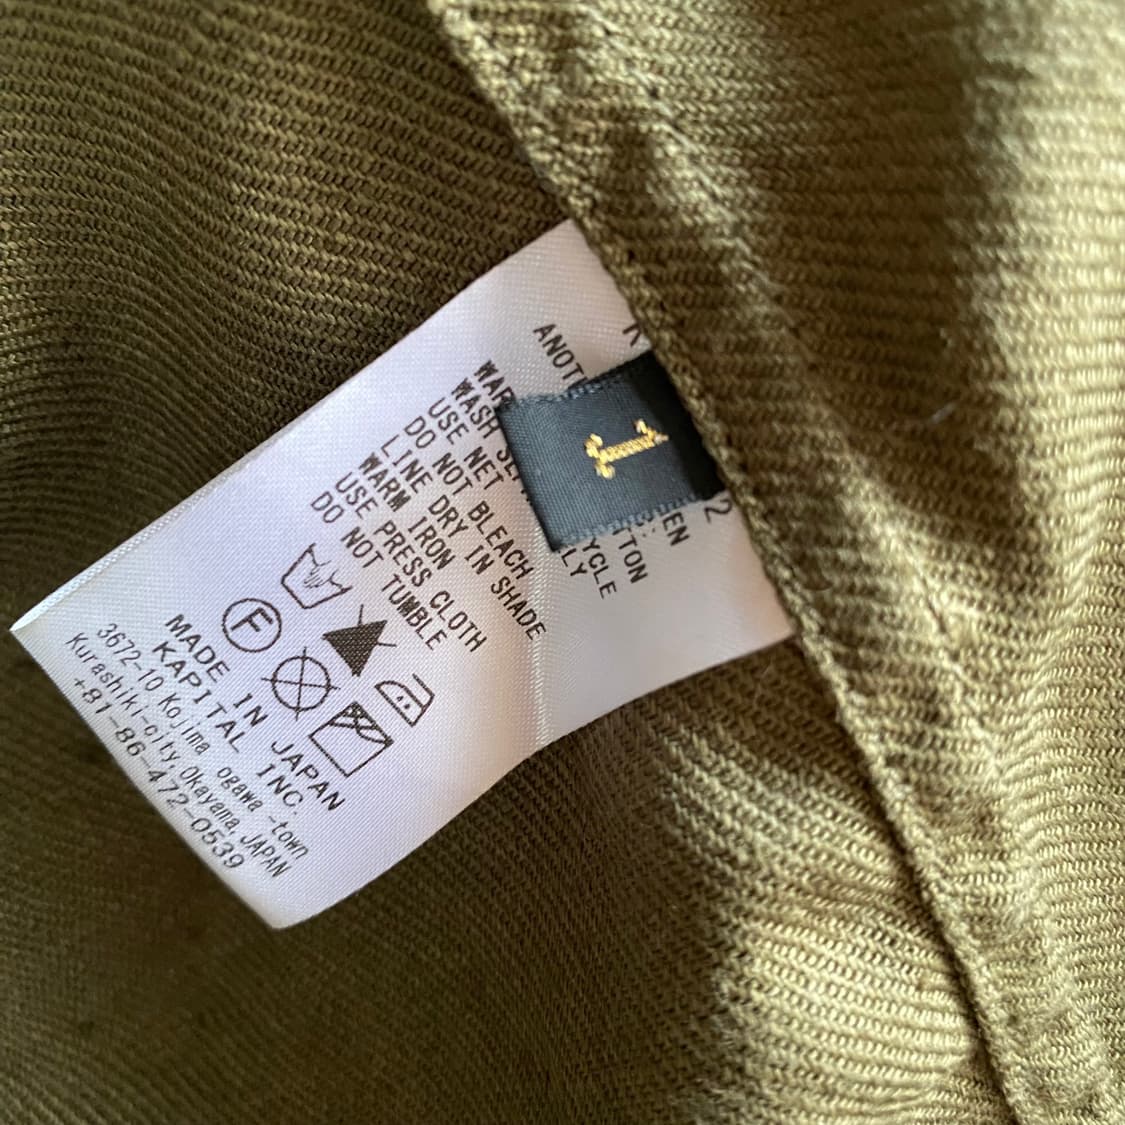 1
2
EN
TTON
YCLE
LY
WASH
USE NET
DO NOT BLEACH
LINE DRY IN SHADE
WARM IRON
USE PRESS CLOTH
DO NOT TUMBLE
F
MADE IN JAPAN
KAPITAL INC.
3672-10 Kojima ogawa-town
Kurashiki-city,Okayama,JAPAN
+81-86-472-0539